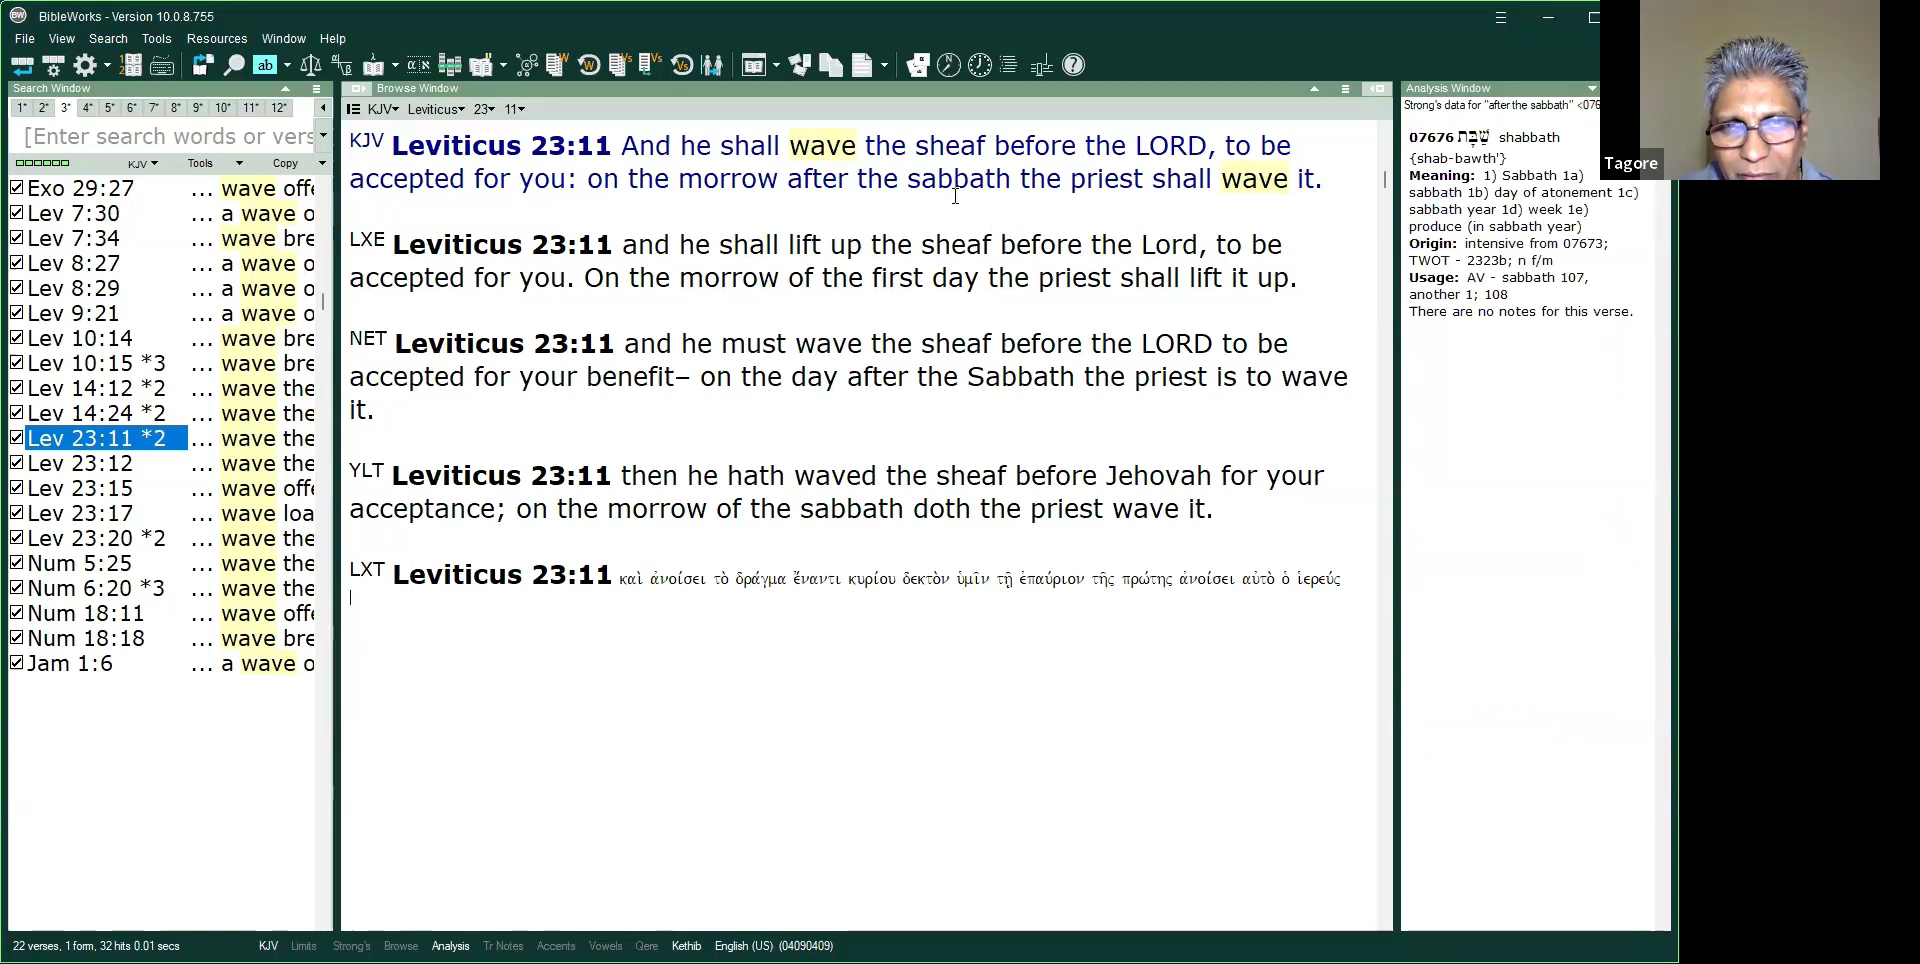 BibleWorks - Version 10.0.8.755
File View Search Tools Resources Window Help
Search Window
1* 2* 3* 4* 5* 6* 7* 8* 9* 10* 11* 12*
[Enter search words or vers
KJV Tools Copy
Exo 29:27 ... wave offe
Lev 7:30 ... a wave o
Lev 7:34 ... wave bre
Lev 8:27 ... a wave o
Lev 8:29 ... a wave o
Lev 9:21 ... a wave o
Lev 10:14 ... wave bre
Lev 10:15 *3 ... wave bre
Lev 14:12 *2 ... wave the
Lev 14:24 *2 ... wave the
Lev 23:11 *2 ... wave the
Lev 23:12 ... wave the
Lev 23:15 ... wave offe
Lev 23:17 ... wave loa
Lev 23:20 *2 ... wave the
Num 5:25 ... wave the
Num 6:20 *3 ... wave the
Num 18:11 ... wave offe
Num 18:18 ... wave bre
Jam 1:6 ... a wave o
Browse Window
KJV Leviticus 23 11
KJV Leviticus 23:11 And he shall wave the sheaf before the LORD, to be
accepted for you: on the morrow after the sabbath the priest shall wave it.
LXE Leviticus 23:11 and he shall lift up the sheaf before the Lord, to be
accepted for you. On the morrow of the first day the priest shall lift it up.
NET Leviticus 23:11 and he must wave the sheaf before the LORD to be
accepted for your benefit– on the day after the Sabbath the priest is to wave
it.
YLT Leviticus 23:11 then he hath waved the sheaf before Jehovah for your
acceptance; on the morrow of the sabbath doth the priest wave it.
LXT Leviticus 23:11 καὶ ἀνοίσει τὸ δράγμα ἔναντι κυρίου δεκτὸν ὑμῖν τῇ ἐπαύριον τῆς πρώτης ἀνοίσει αὐτὸ ὁ ἱερεύς
Analysis Window
Strong's data for "after the sabbath" <076
07676 שַׁבָּת shabbath
{shab-bawth'}
Meaning: 1) Sabbath 1a)
sabbath 1b) day of atonement 1c)
sabbath year 1d) week 1e)
produce (in sabbath year)
Origin: intensive from 07673;
TWOT - 2323b; n f/m
Usage: AV - sabbath 107,
another 1; 108
There are no notes for this verse.
Tagore
22 verses, 1 form, 32 hits 0.01 secs KJV Limits Strong's Browse Analysis Tr Notes Accents Vowels Qere Kethib English (US) (04090409)